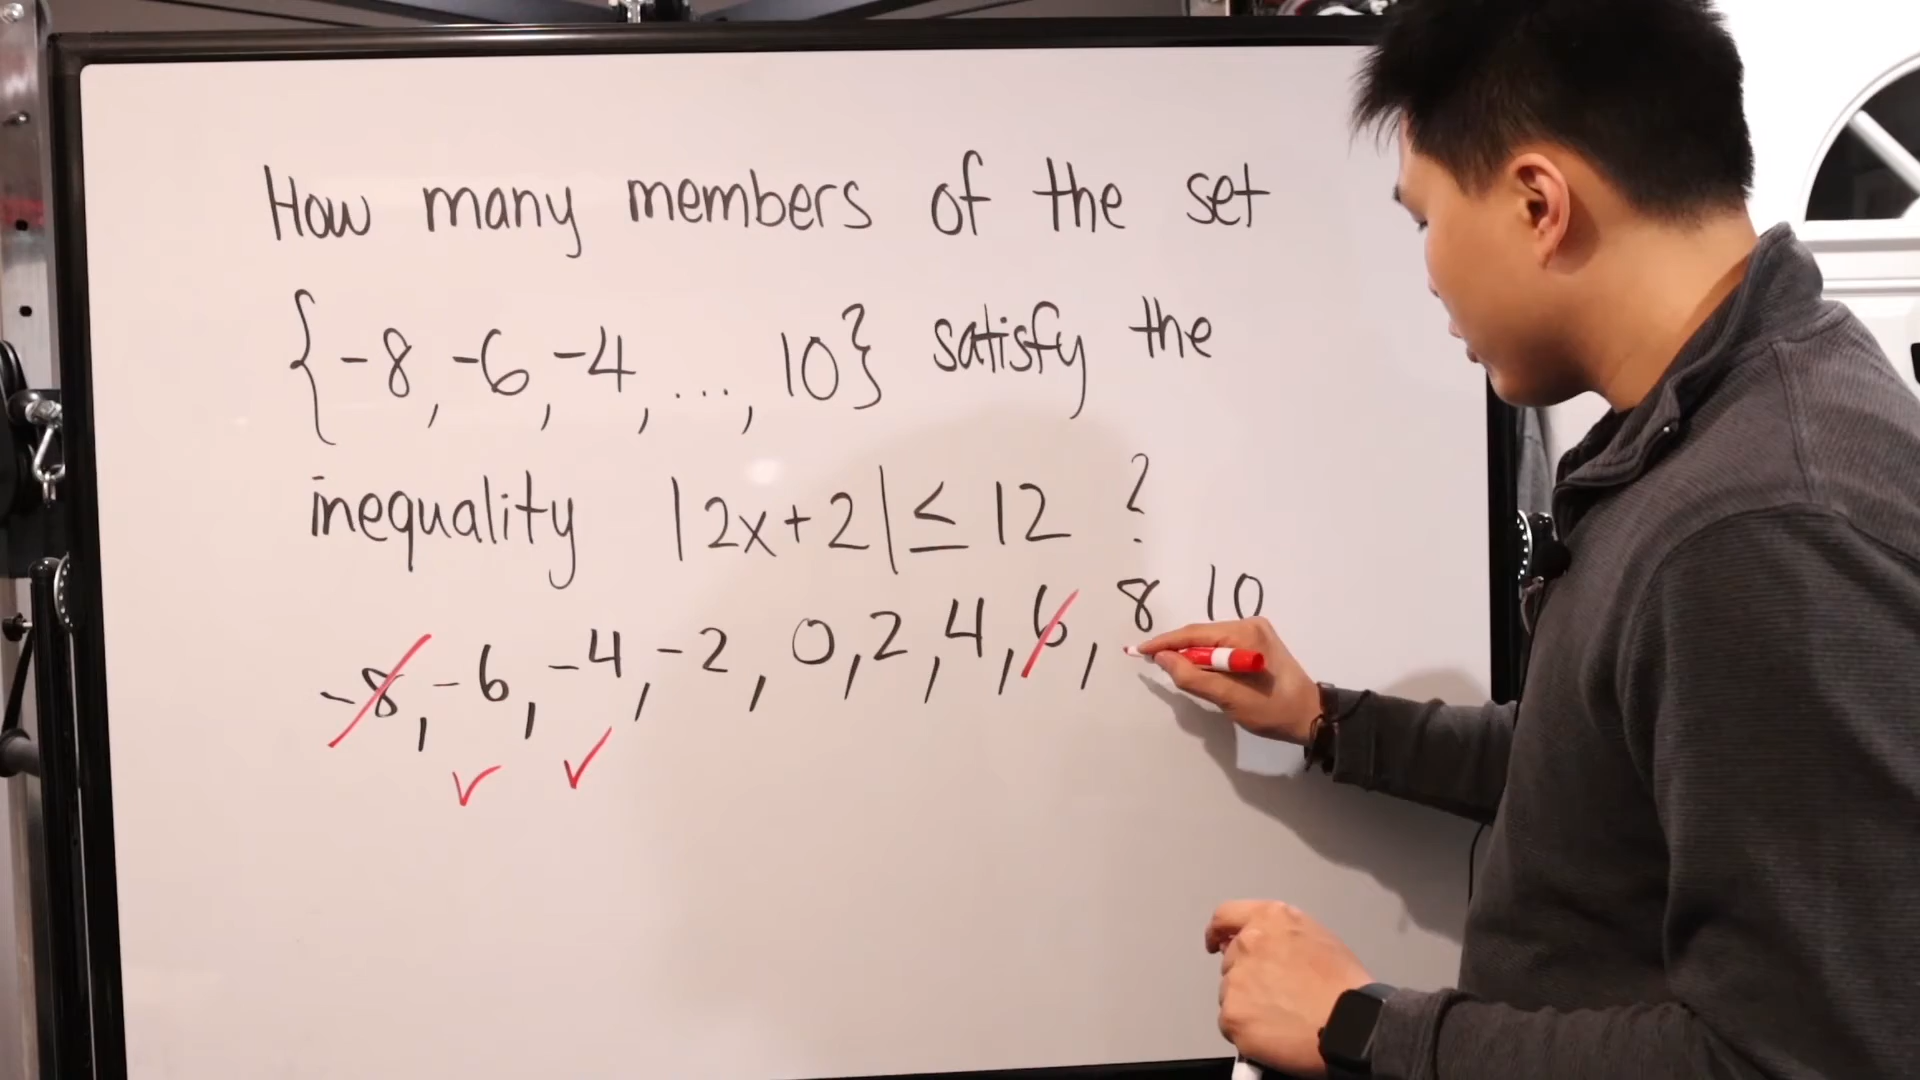 How many members of the set
{-8, -6, -4, ..., 10} satisfy the
inequality |2x+2| ≤ 12 ?
-8, -6, -4, -2, 0, 2, 4, 6, 8 10